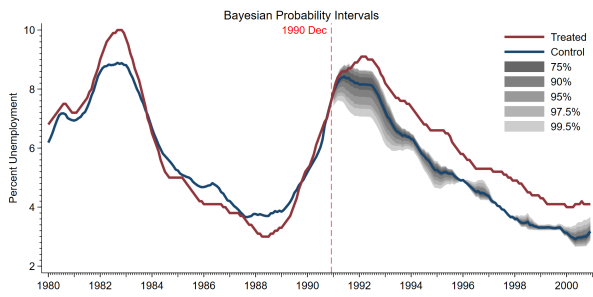 Bayesian Probability Intervals
1990 Dec
Percent Unemployment
10
8
6
4
2
1980 1982 1984 1986 1988 1990 1992 1994 1996 1998 2000
Treated
Control
75%
90%
95%
97.5%
99.5%